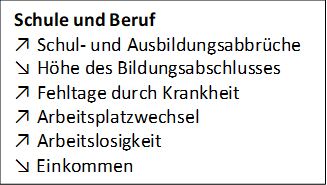 Schule und Beruf
↗ Schul- und Ausbildungsabbrüche
↘ Höhe des Bildungsabschlusses
↗ Fehltage durch Krankheit
↗ Arbeitsplatzwechsel
↗ Arbeitslosigkeit
↘ Einkommen